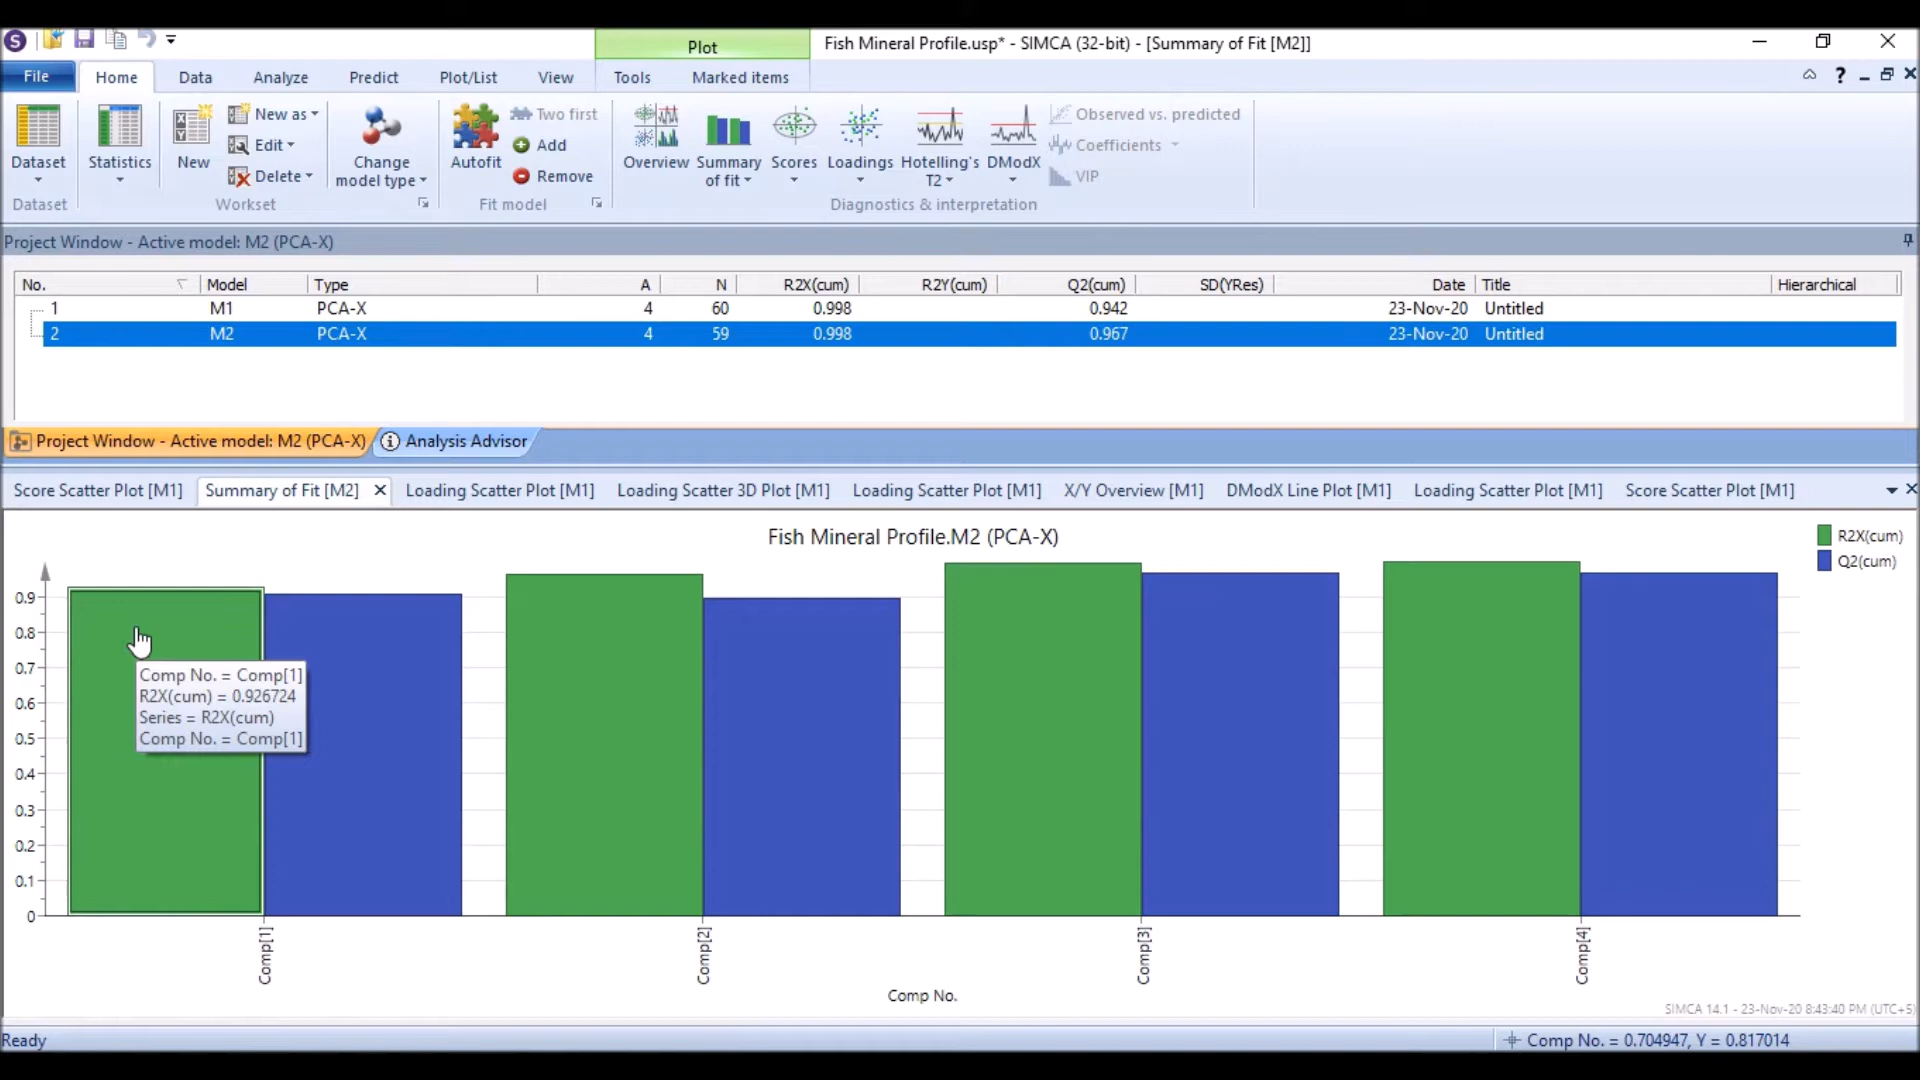 Plot
Fish Mineral Profile.usp* - SIMCA (32-bit) - [Summary of Fit [M2]]
File Home Data Analyze Predict Plot/List View Tools Marked items
Dataset
Statistics
New
New as
Edit
Delete
Change
model type
Autofit
Two first
Add
Remove
Overview
Summary
of fit
Scores
Loadings
Hotelling's
T2
DModX
Observed vs. predicted
Coefficients
VIP
Dataset Workset Fit model Diagnostics & interpretation
Project Window - Active model: M2 (PCA-X)
No. Model Type A N R2X(cum) R2Y(cum) Q2(cum) SD(YRes) Date Title Hierarchical
1 M1 PCA-X 4 60 0.998 0.942 23-Nov-20 Untitled
2 M2 PCA-X 4 59 0.998 0.967 23-Nov-20 Untitled
Project Window - Active model: M2 (PCA-X) Analysis Advisor
Score Scatter Plot [M1] Summary of Fit [M2] Loading Scatter Plot [M1] Loading Scatter 3D Plot [M1] Loading Scatter Plot [M1] X/Y Overview [M1] DModX Line Plot [M1] Loading Scatter Plot [M1] Score Scatter Plot [M1]
Fish Mineral Profile.M2 (PCA-X)
R2X(cum)
Q2(cum)
0.9
0.8
0.7
0.6
0.5
0.4
0.3
0.2
0.1
0
Comp No. = Comp[1]
R2X(cum) = 0.926724
Series = R2X(cum)
Comp No. = Comp[1]
Comp[1]
Comp[2]
Comp[3]
Comp[4]
Comp No.
SIMCA 14.1 - 23-Nov-20 8:43:40 PM (UTC+5)
Ready
Comp No. = 0.704947, Y = 0.817014